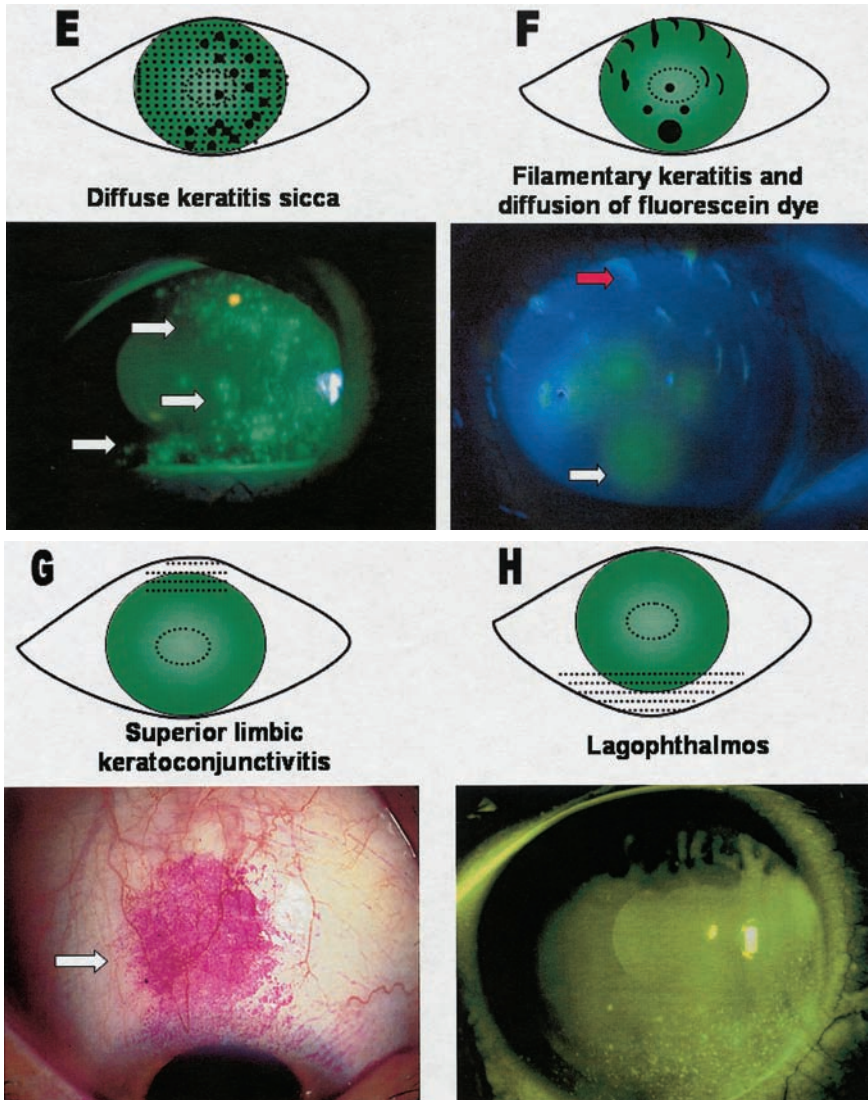 E
Diffuse keratitis sicca
F
Filamentary keratitis and
diffusion of fluorescein dye
G
Superior limbic
keratoconjunctivitis
H
Lagophthalmos